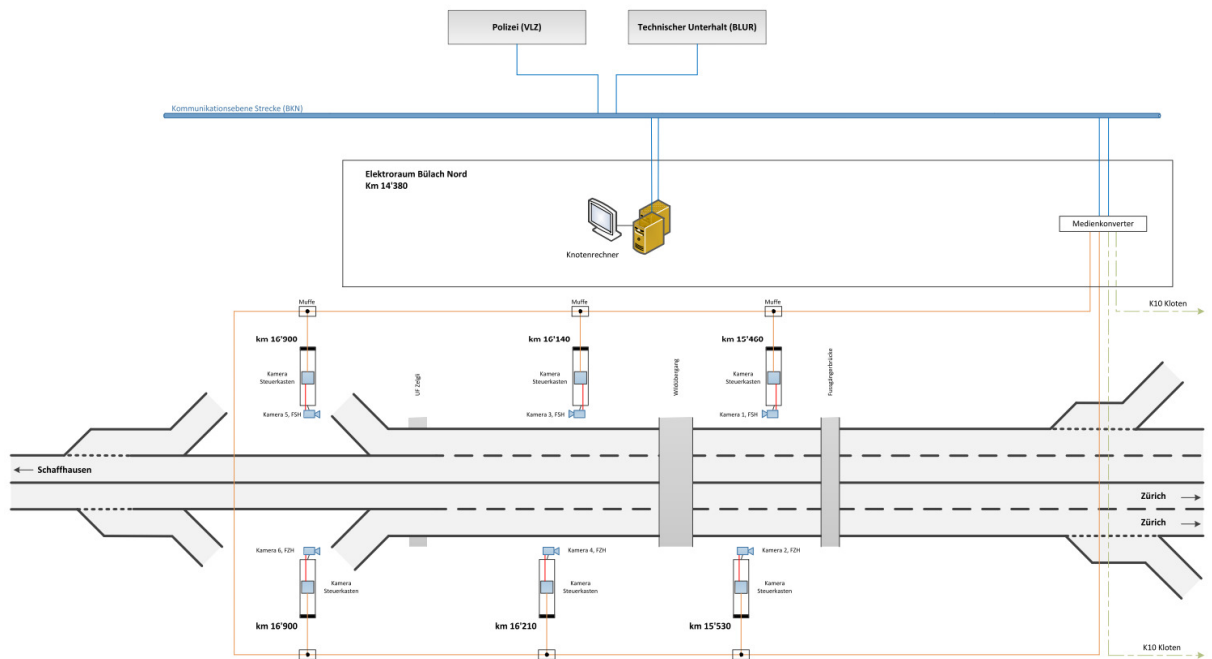 Polizei (VLZ)
Technischer Unterhalt (BLUR)
Kommunikationsebene Strecke (BKN)
Elektroraum Bülach Nord
Km 14'380
Knotenrechner
Medienkonverter
Muffe
Muffe
Muffe
K10 Kloten
km 16'900
km 16'140
km 15'460
Kamera
Steuerkasten
Kamera
Steuerkasten
Kamera
Steuerkasten
UF Zelgli
Wildübergang
Fussgängerbrücke
Kamera 5, FSH
Kamera 3, FSH
Kamera 1, FSH
Schaffhausen
Zürich
Zürich
Kamera 6, FZH
Kamera 4, FZH
Kamera 2, FZH
Kamera
Steuerkasten
Kamera
Steuerkasten
Kamera
Steuerkasten
km 16'900
km 16'210
km 15'530
K10 Kloten